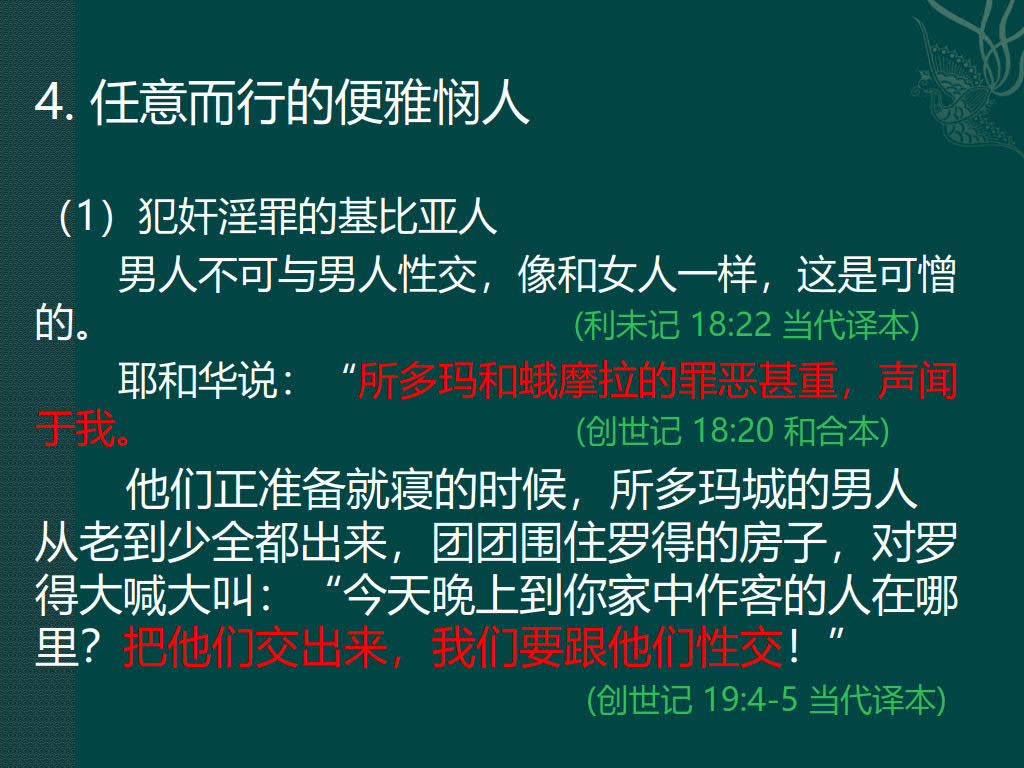 4. 任意而行的便雅悯人
（1）犯奸淫罪的基比亚人
男人不可与男人性交，像和女人一样，这是可憎
的。 (利未记 18:22 当代译本)
耶和华说：“所多玛和蛾摩拉的罪恶甚重，声闻
于我。 (创世记 18:20 和合本)
他们正准备就寝的时候，所多玛城的男人
从老到少全都出来，团团围住罗得的房子，对罗
得大喊大叫：“今天晚上到你家中作客的人在哪
里？把他们交出来，我们要跟他们性交！”
(创世记 19:4-5 当代译本)